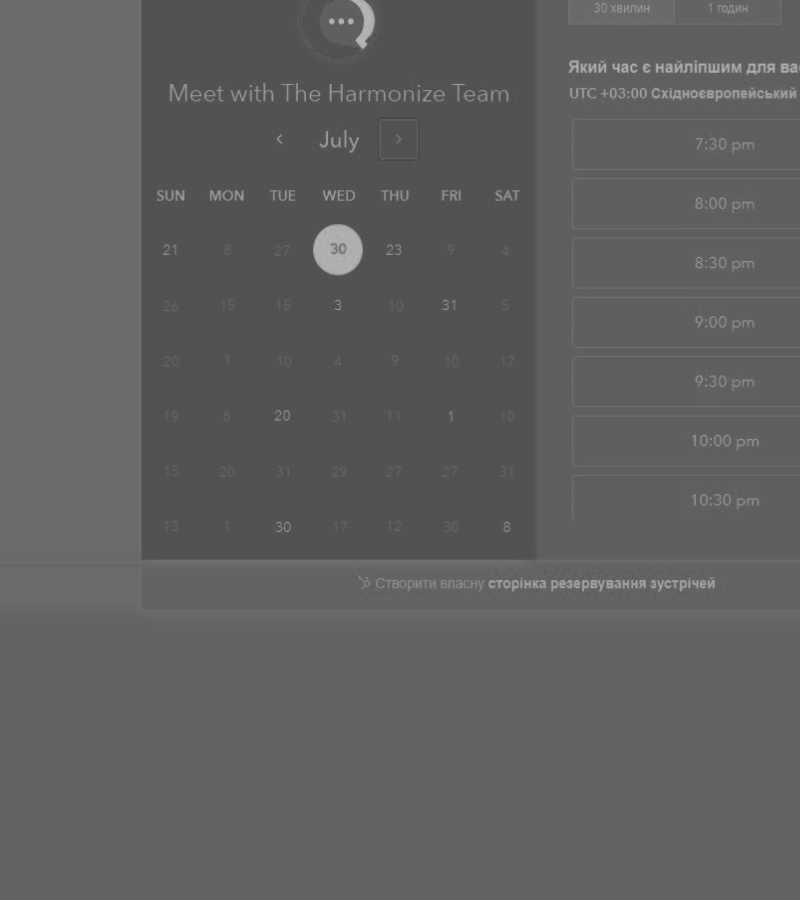 30 хвилин 1 годин
Meet with The Harmonize Team
July
SUN MON TUE WED THU FRI SAT
21 8 27 30 23 9 4
26 15 15 3 10 31 5
20 1 10 4 9 10 17
19 6 20 31 11 1 10
15 20 31 29 27 27 31
13 1 30 17 12 30 8
Який час є найліпшим для
UTC +03:00 Східноєвропейський
7:30 pm
8:00 pm
8:30 pm
9:00 pm
9:30 pm
10:00 pm
10:30 pm
Створити власну сторінка резервування зустрічей